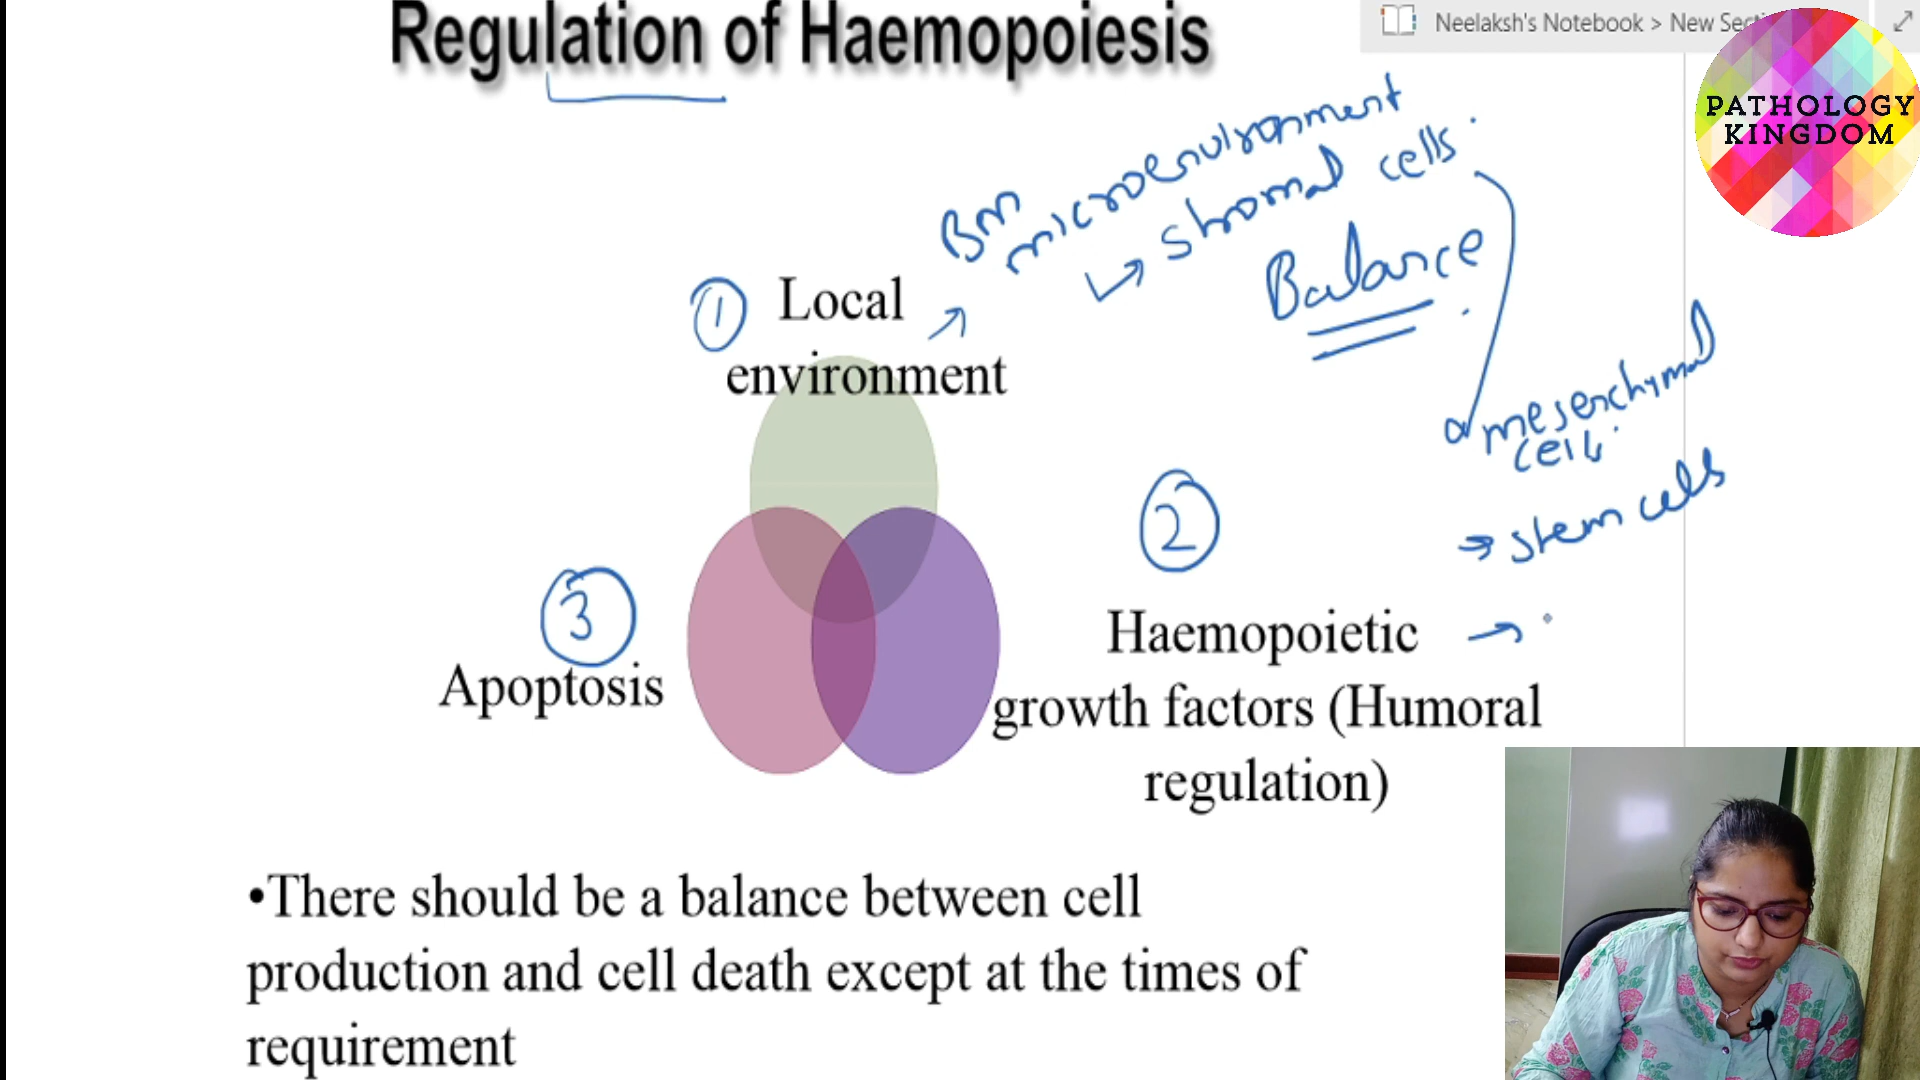 Regulation of Haemopoiesis
Neelaksh's Notebook > New Sec
PATHOLOGY
KINGDOM
BM
microenvironment
stromal cells.
Balance
1 Local
environment
mesenchymal
cells.
stem cells
2
3
Apoptosis
Haemopoietic
growth factors (Humoral
regulation)
•There should be a balance between cell
production and cell death except at the times of
requirement